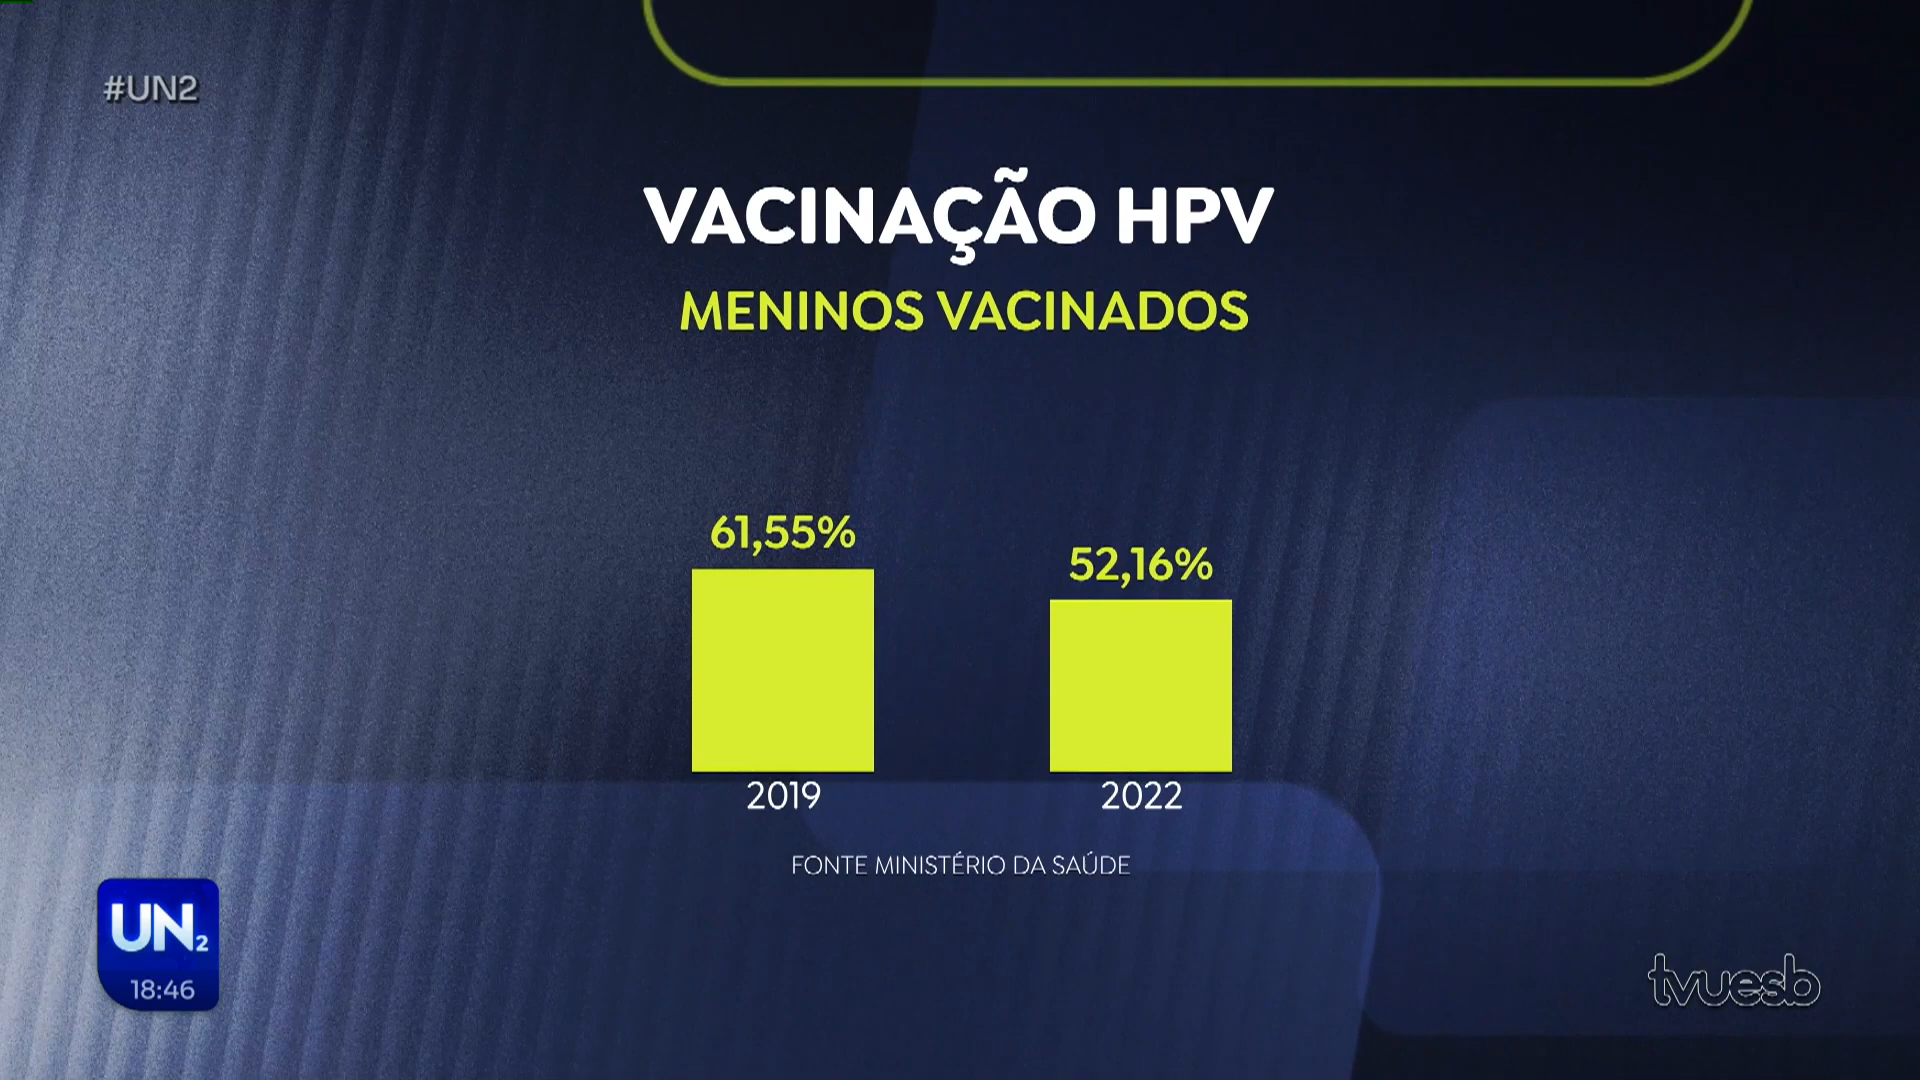 #UN2
VACINAÇÃO HPV
MENINOS VACINADOS
61,55%
52,16%
2019
2022
FONTE MINISTÉRIO DA SAÚDE
UN2
18:46
tvuesb